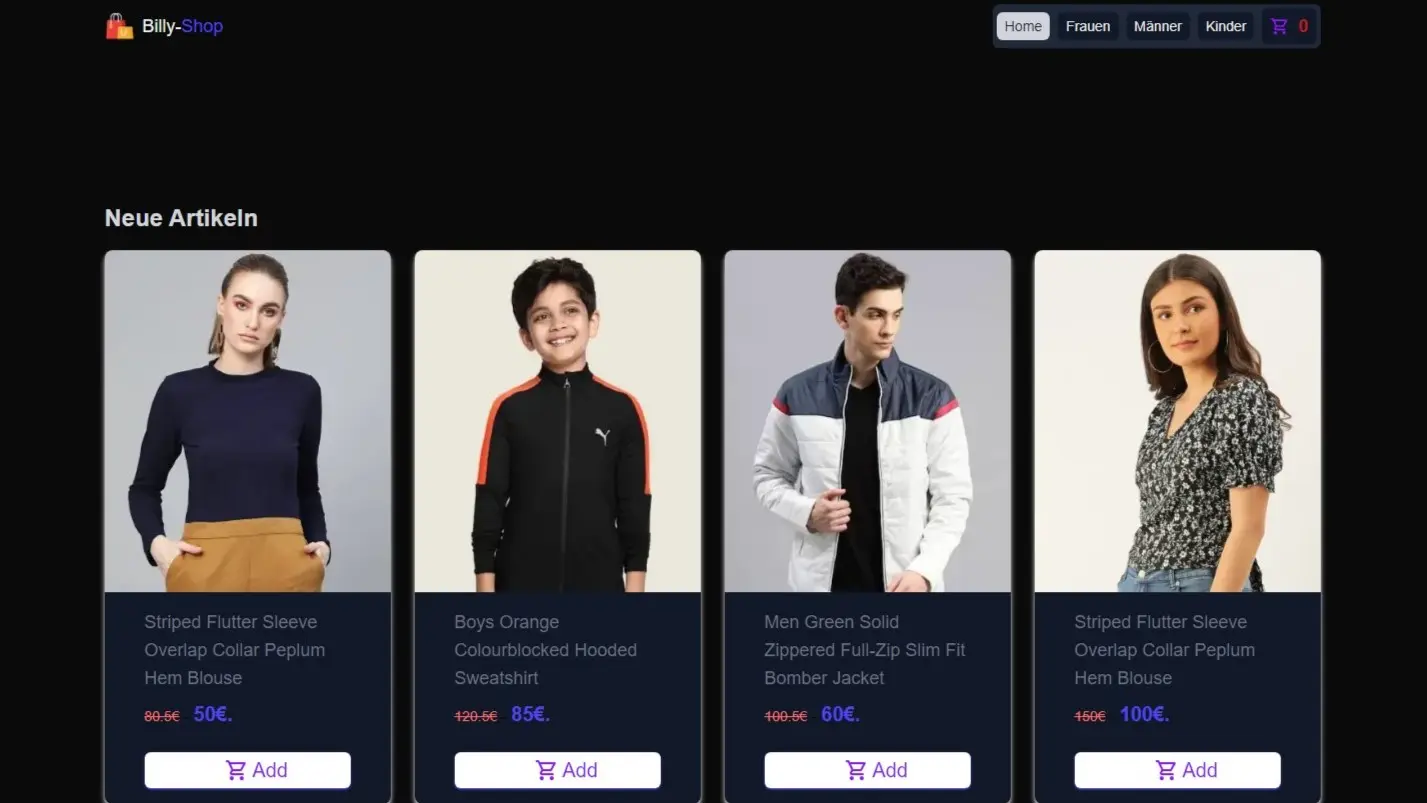 Billy-Shop
Home Frauen Männer Kinder 0
Neue Artikeln
Striped Flutter Sleeve
Overlap Collar Peplum
Hem Blouse
80.5€ 50€.
Add
Boys Orange
Colourblocked Hooded
Sweatshirt
120.5€ 85€.
Add
Men Green Solid
Zippered Full-Zip Slim Fit
Bomber Jacket
100.5€ 60€.
Add
Striped Flutter Sleeve
Overlap Collar Peplum
Hem Blouse
150€ 100€.
Add